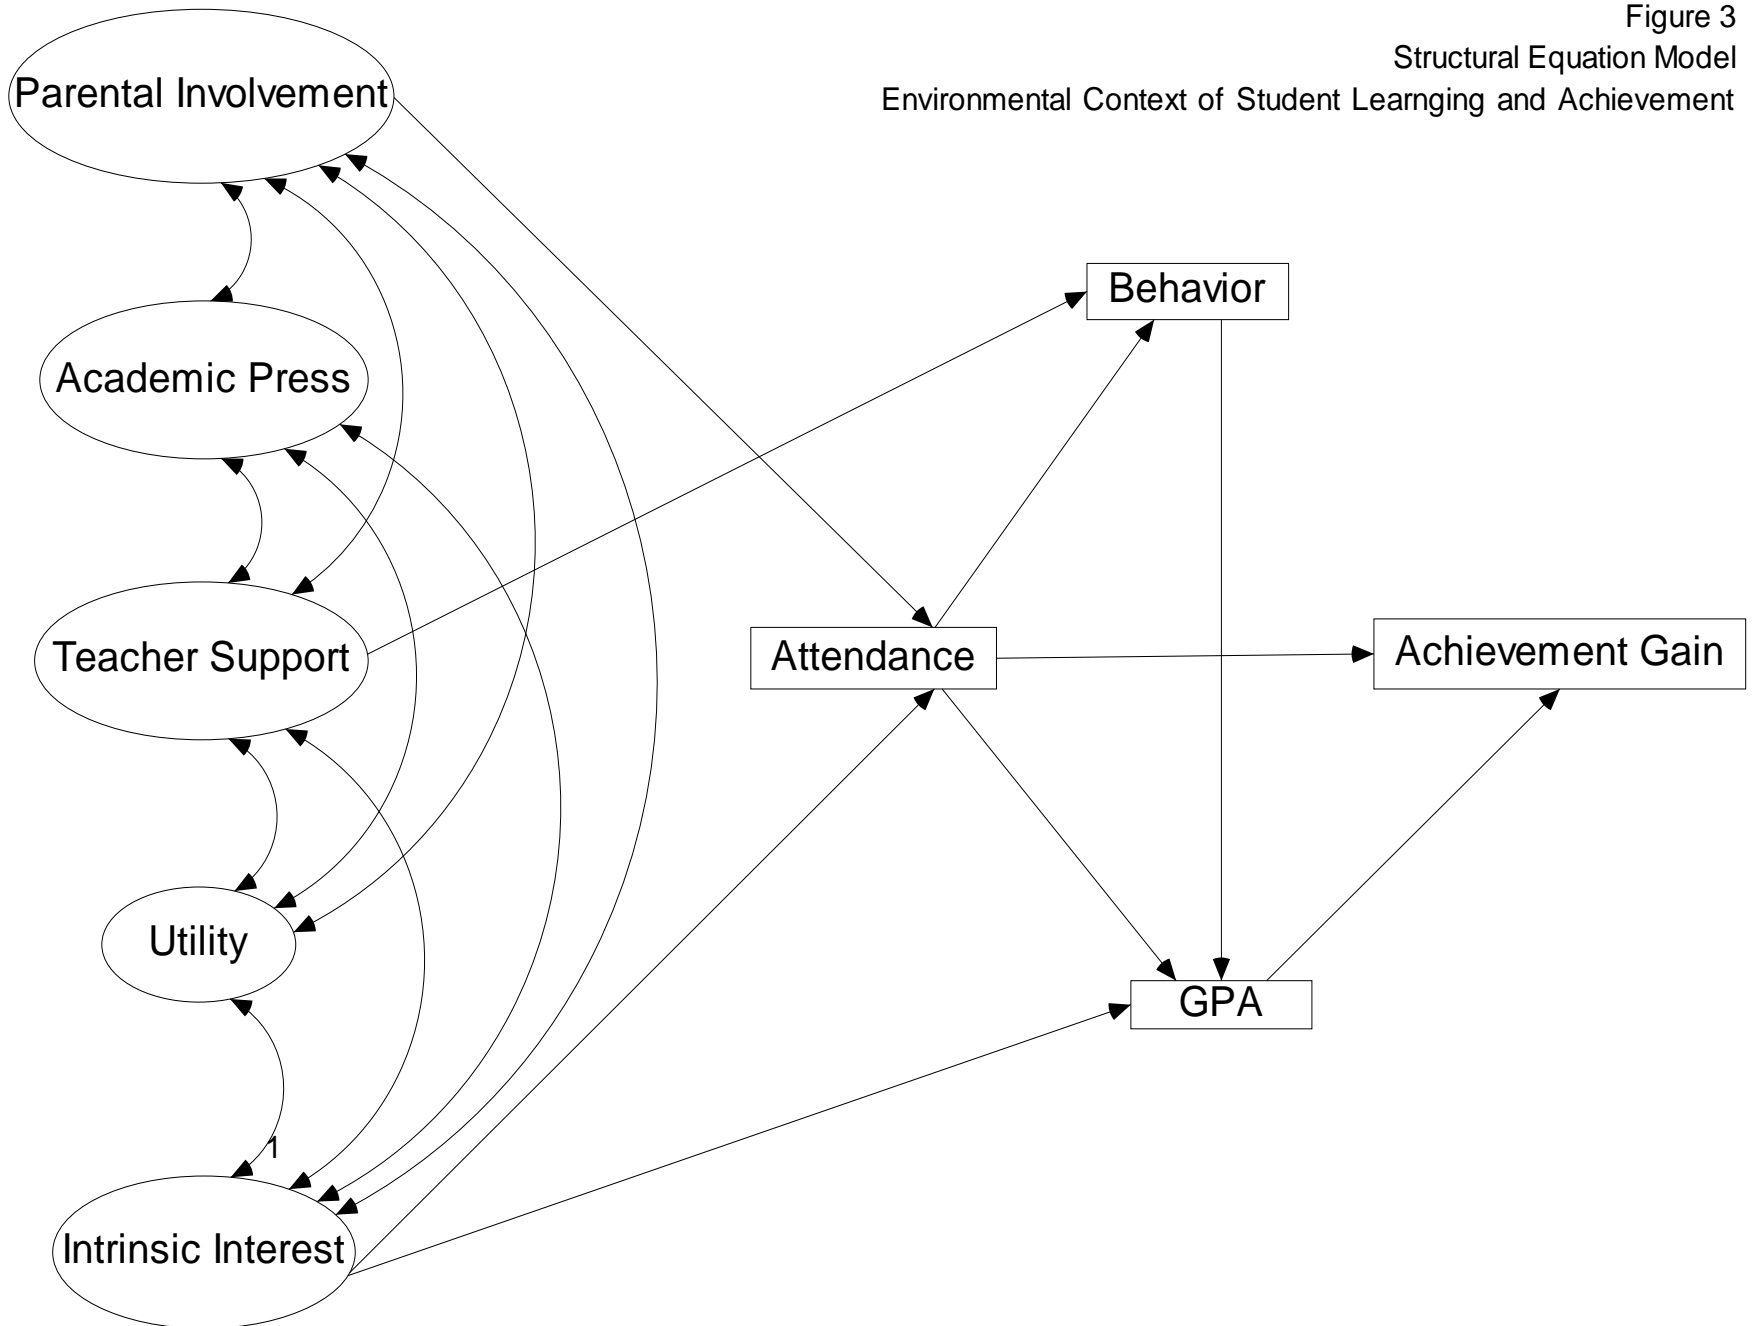 Figure 3
Structural Equation Model
Environmental Context of Student Learnging and Achievement
Parental Involvement
Behavior
Academic Press
Teacher Support
Attendance
Achievement Gain
Utility
GPA
1
Intrinsic Interest